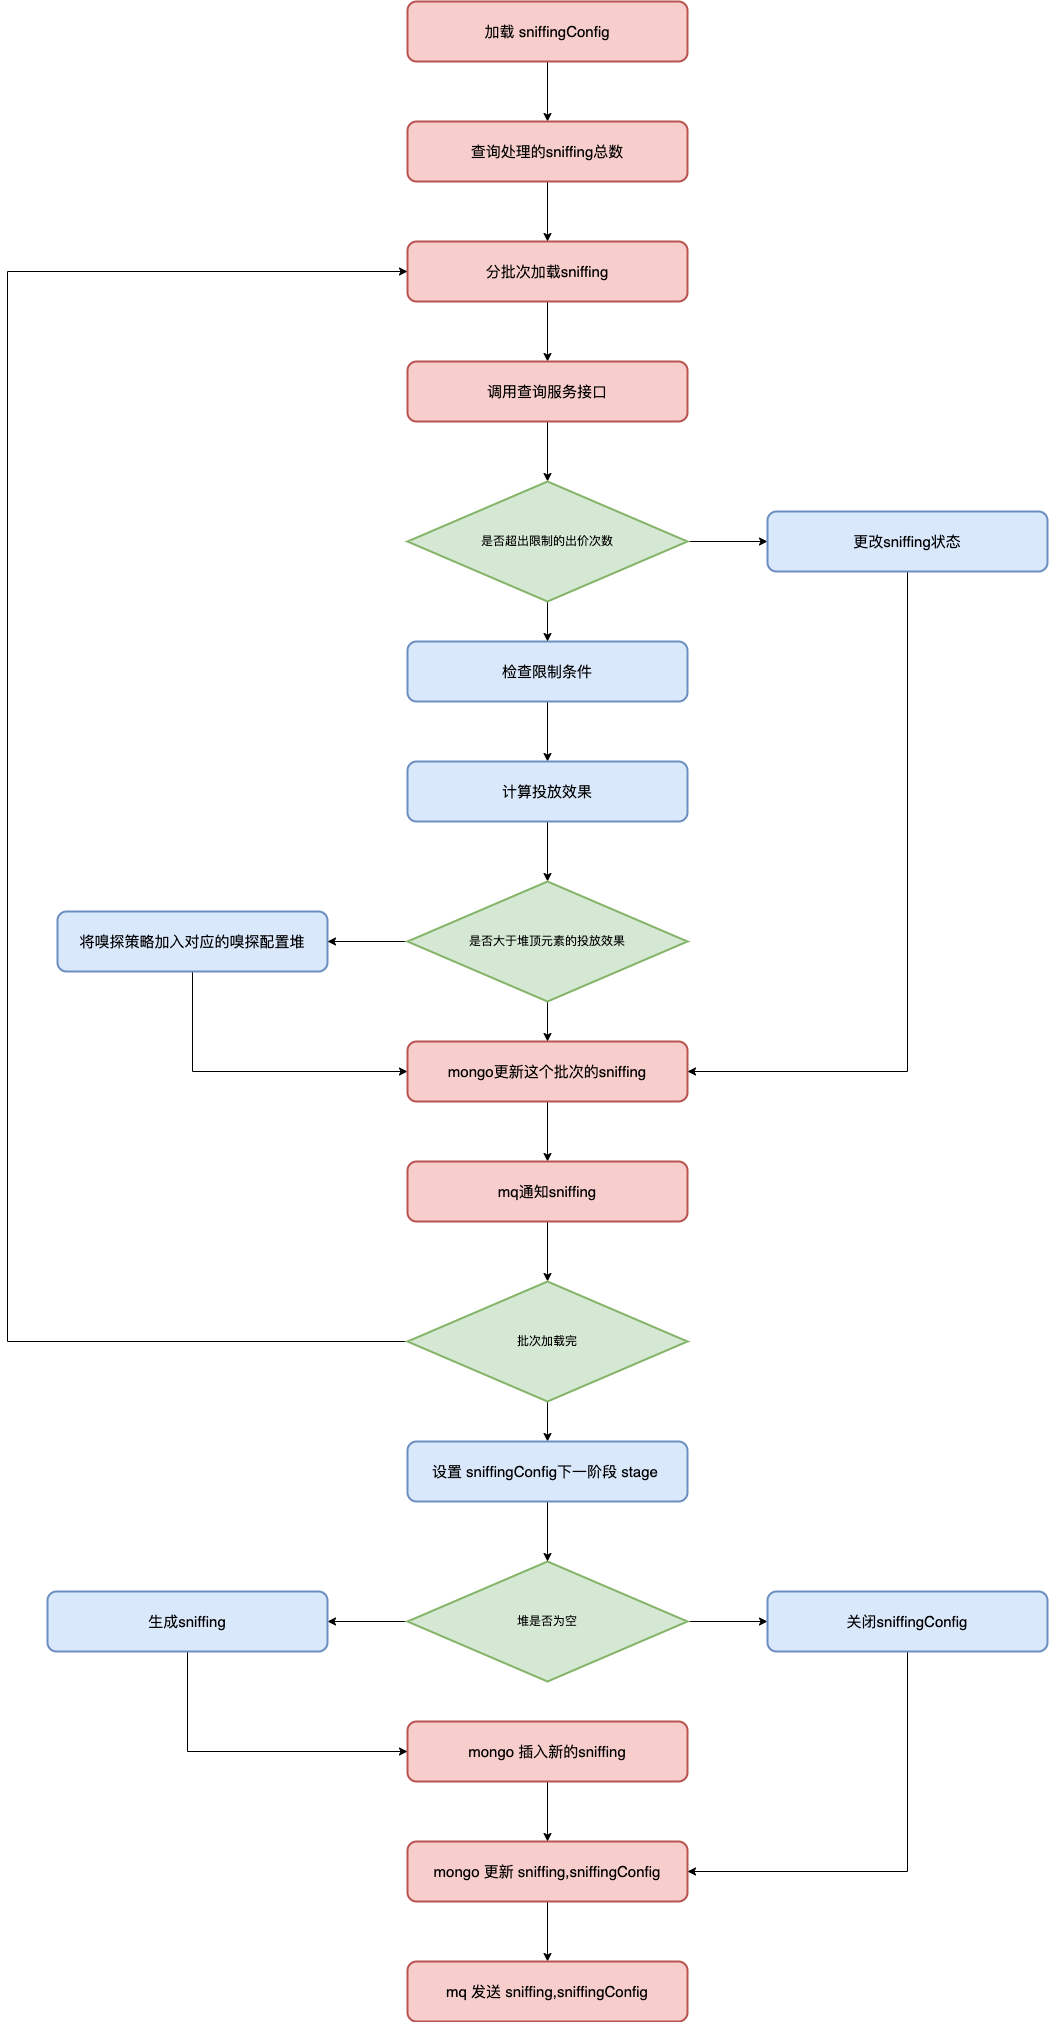 加载 sniffingConfig
查询处理的sniffing总数
分批次加载sniffing
调用查询服务接口
是否超出限制的出价次数
更改sniffing状态
检查限制条件
计算投放效果
将嗅探策略加入对应的嗅探配置堆
是否大于堆顶元素的投放效果
mongo更新这个批次的sniffing
mq通知sniffing
批次加载完
设置 sniffingConfig下一阶段 stage
生成sniffing
堆是否为空
关闭sniffingConfig
mongo 插入新的sniffing
mongo 更新 sniffing,sniffingConfig
mq 发送 sniffing,sniffingConfig